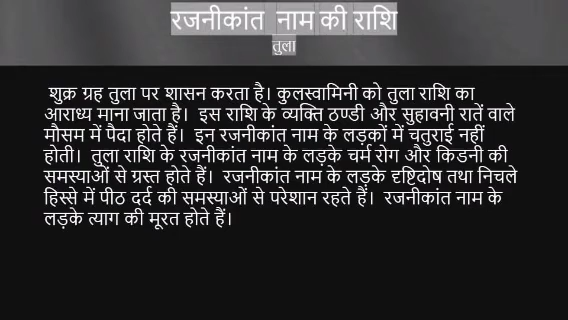 रजनीकांत नाम की राशि
तुला
शुक्र ग्रह तुला पर शासन करता है। कुलस्वामिनी को तुला राशि का
आराध्य माना जाता है। इस राशि के व्यक्ति ठण्डी और सुहावनी रातें वाले
मौसम में पैदा होते हैं। इन रजनीकांत नाम के लड़कों में चतुराई नहीं
होती। तुला राशि के रजनीकांत नाम के लड़के चर्म रोग और किडनी की
समस्याओं से ग्रस्त होते हैं। रजनीकांत नाम के लड़के दृष्टिदोष तथा निचले
हिस्से में पीठ दर्द की समस्याओं से परेशान रहते हैं। रजनीकांत नाम के
लड़के त्याग की मूरत होते हैं।